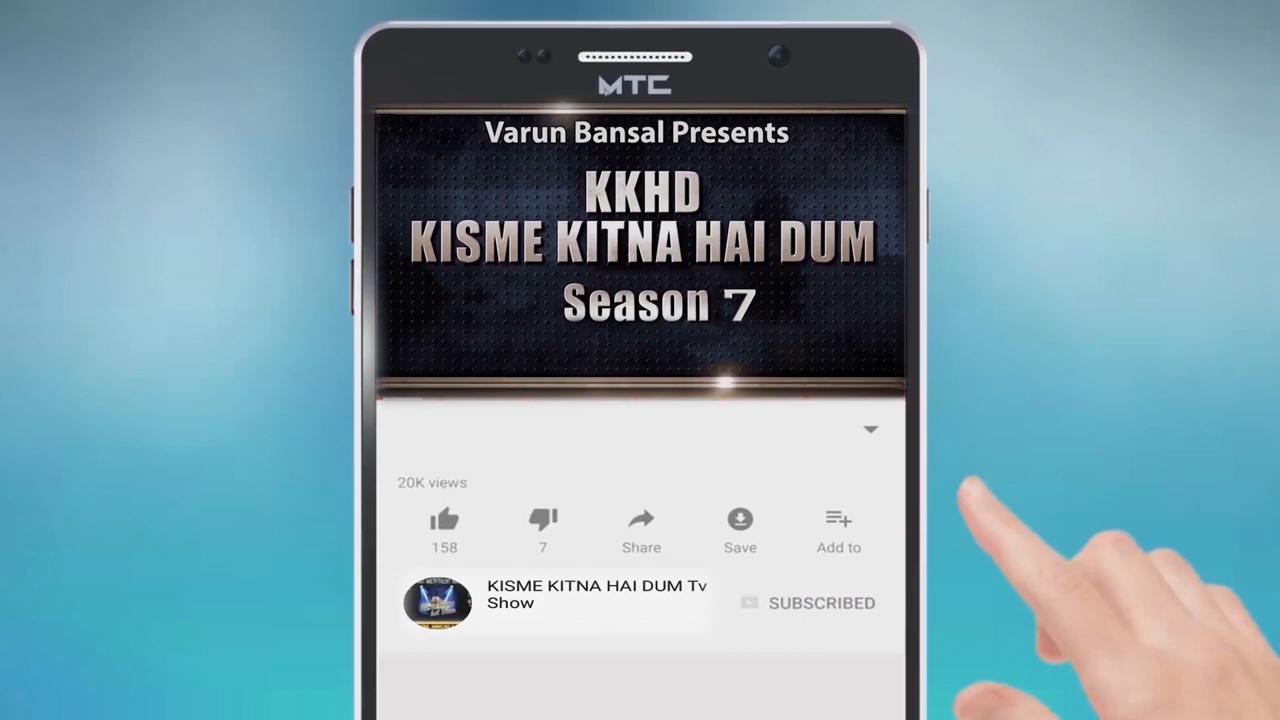 MTC
Varun Bansal Presents
KKHD
KISME KITNA HAI DUM
Season 7
20K views
158
7
Share
Save
Add to
KISME KITNA HAI DUM Tv
Show
SUBSCRIBED